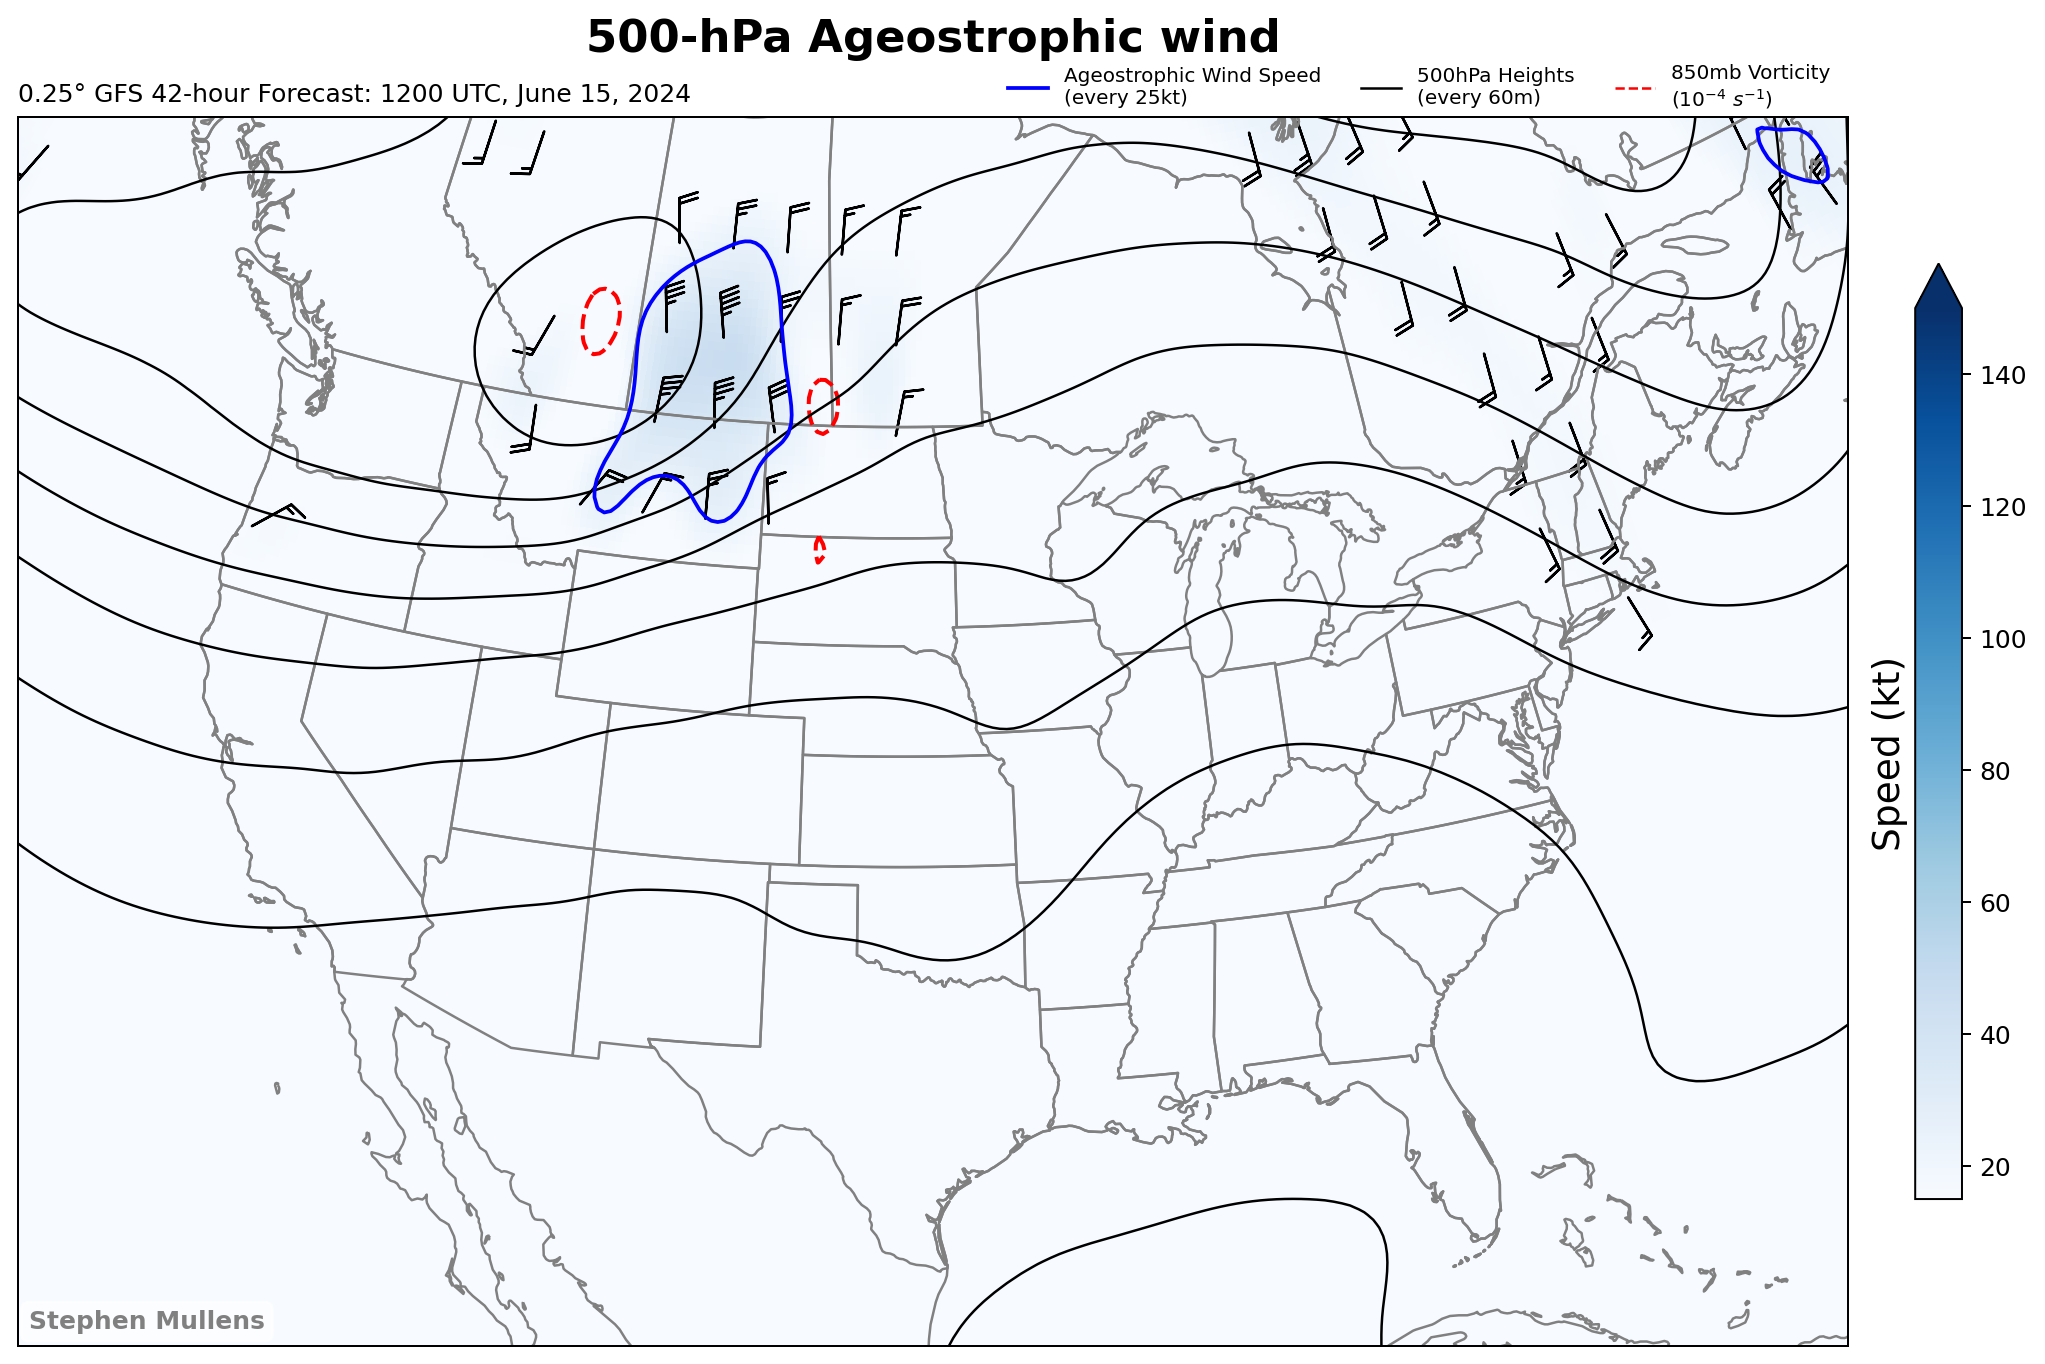 500-hPa Ageostrophic wind
0.25° GFS 42-hour Forecast: 1200 UTC, June 15, 2024
Ageostrophic Wind Speed
(every 25kt)
500hPa Heights
(every 60m)
850mb Vorticity
(10⁻⁴ s⁻¹)
140
120
100
80
60
40
20
Speed (kt)
Stephen Mullens